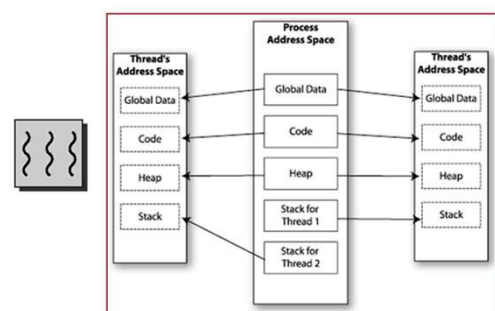 Thread's
Address Space
Global Data
Code
Heap
Stack
Process
Address Space
Global Data
Code
Heap
Stack for
Thread 1
Stack for
Thread 2
Thread's
Address Space
Global Data
Code
Heap
Stack